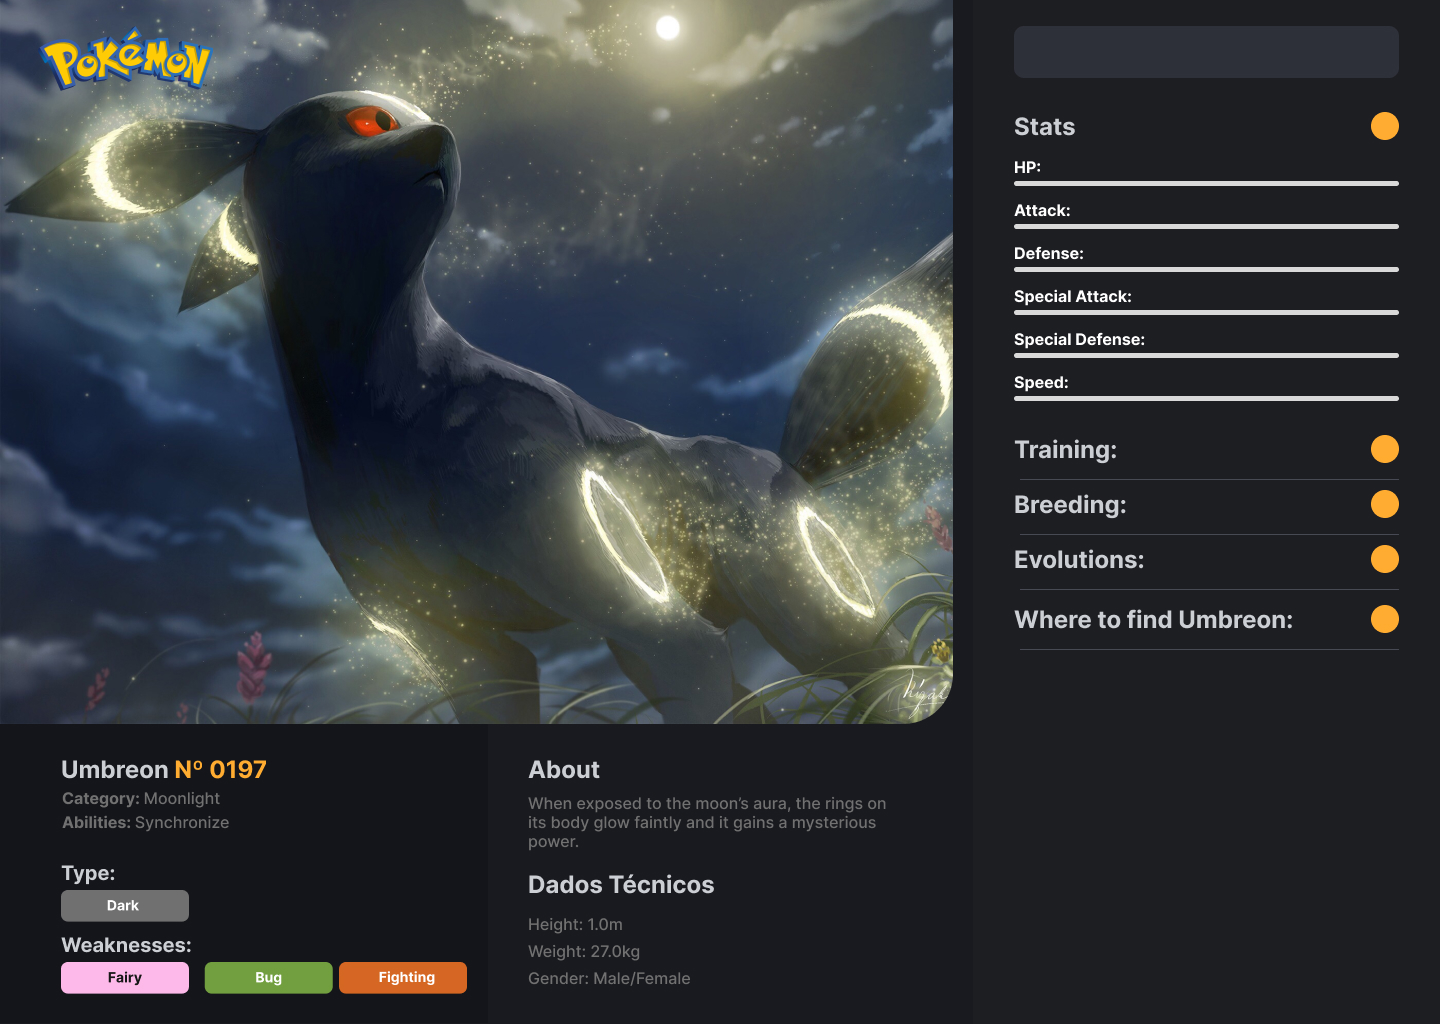 POKéMON
Stats
HP:
Attack:
Defense:
Special Attack:
Special Defense:
Speed:
Training:
Breeding:
Evolutions:
Where to find Umbreon:
Umbreon Nº 0197
Category: Moonlight
Abilities: Synchronize
Type:
Dark
Weaknesses:
Fairy
Bug
Fighting
About
When exposed to the moon’s aura, the rings on
its body glow faintly and it gains a mysterious
power.
Dados Técnicos
Height: 1.0m
Weight: 27.0kg
Gender: Male/Female